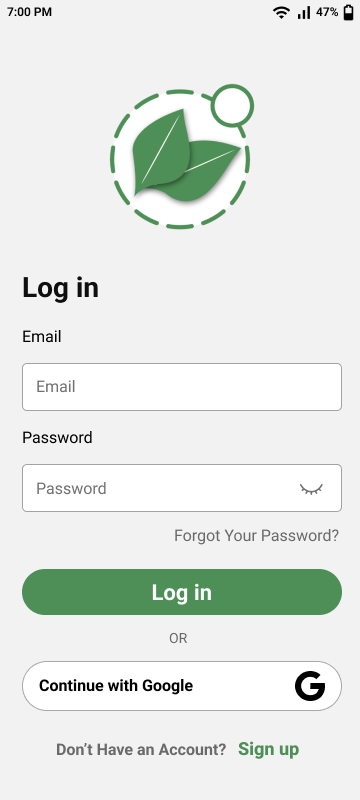 7:00 PM 47%
Log in
Email
Email
Password
Password
Forgot Your Password?
Log in
OR
Continue with Google G
Don't Have an Account? Sign up